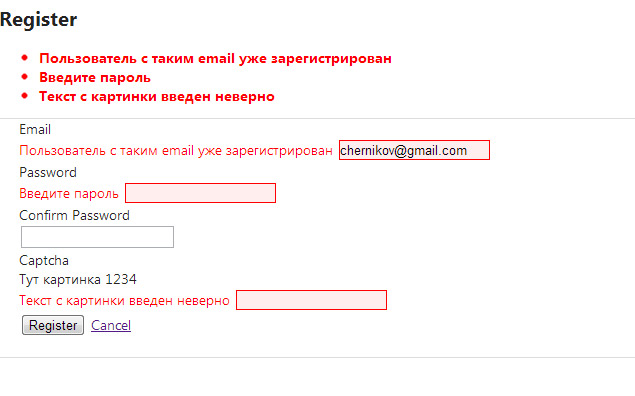 Register
Пользователь с таким email уже зарегистрирован
Введите пароль
Текст с картинки введен неверно
Email
Пользователь с таким email уже зарегистрирован chernikov@gmail.com
Password
Введите пароль
Confirm Password
Captcha
Тут картинка 1234
Текст с картинки введен неверно
Register Cancel